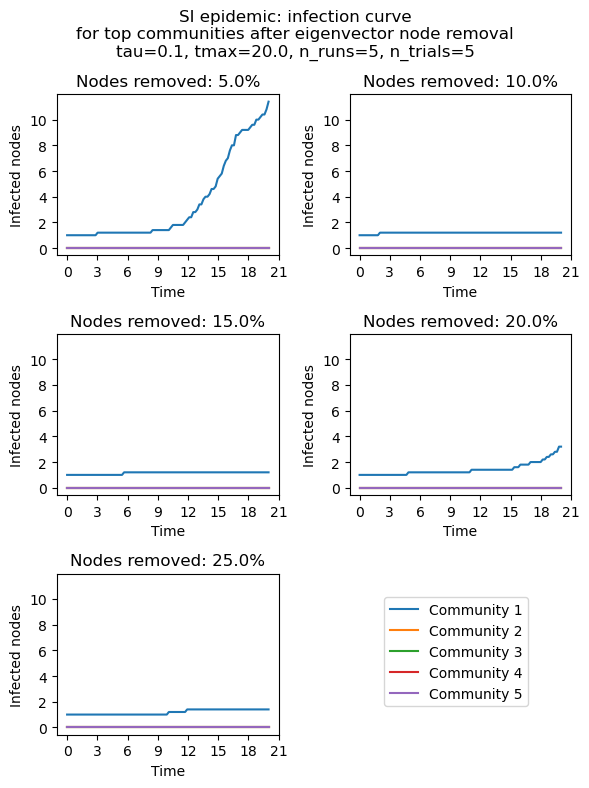 SI epidemic: infection curve
for top communities after eigenvector node removal
tau=0.1, tmax=20.0, n_runs=5, n_trials=5
Nodes removed: 5.0%
Infected nodes
10
8
6
4
2
0
0 3 6 9 12 15 18 21
Time
Nodes removed: 10.0%
Infected nodes
10
8
6
4
2
0
0 3 6 9 12 15 18 21
Time
Nodes removed: 15.0%
Infected nodes
10
8
6
4
2
0
0 3 6 9 12 15 18 21
Time
Nodes removed: 20.0%
Infected nodes
10
8
6
4
2
0
0 3 6 9 12 15 18 21
Time
Nodes removed: 25.0%
Infected nodes
10
8
6
4
2
0
0 3 6 9 12 15 18 21
Time
Community 1
Community 2
Community 3
Community 4
Community 5